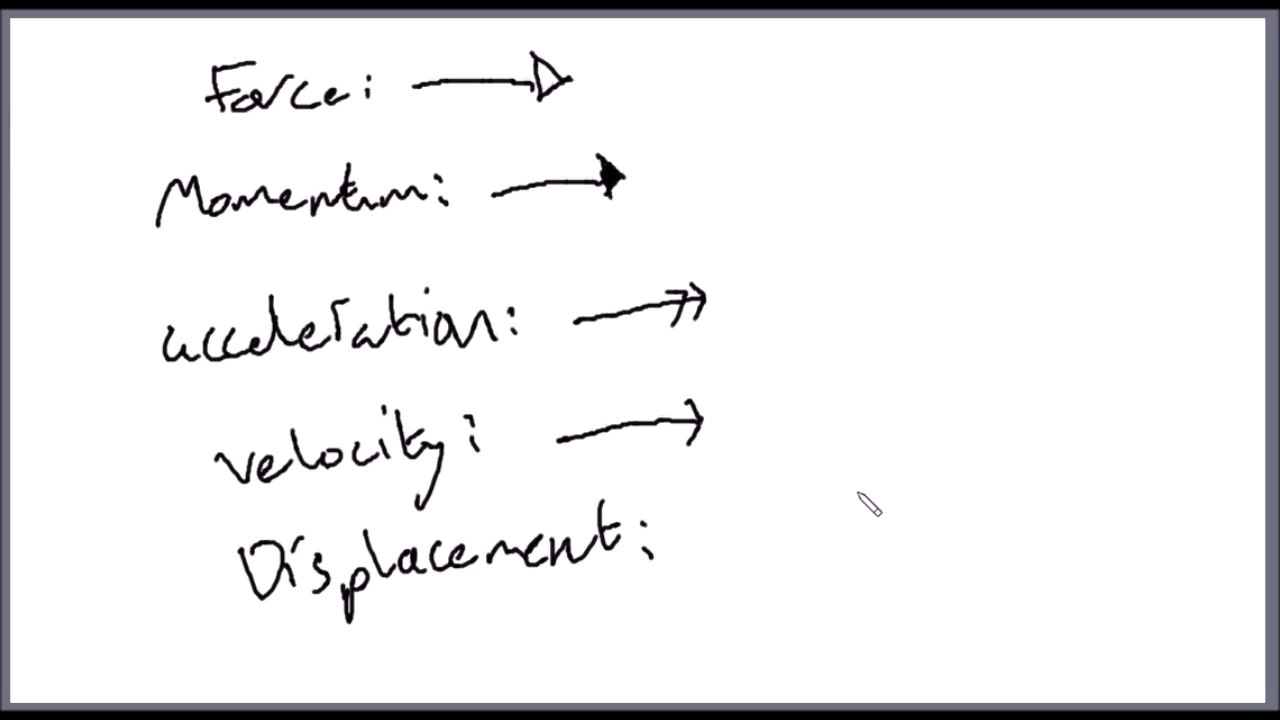 Force:
Momentum:
acceleration:
velocity:
Displacement: